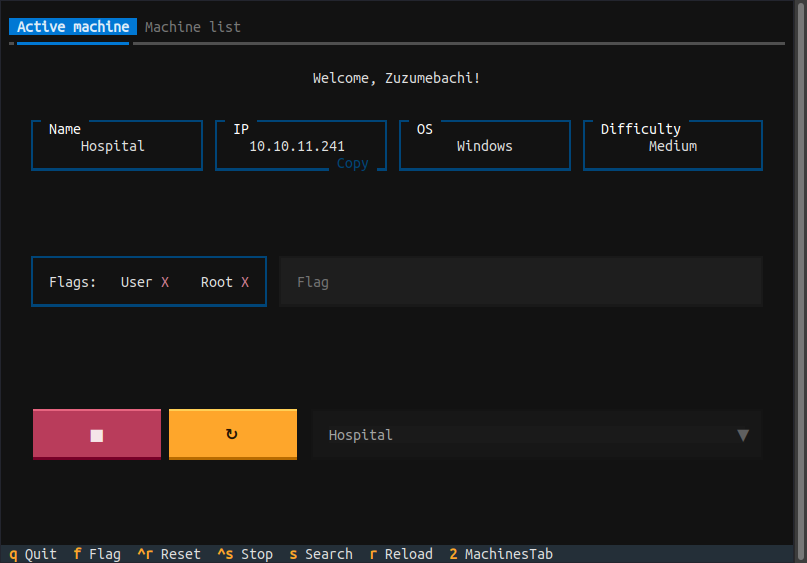 Active machine Machine list
Welcome, Zuzumebachi!
Name IP OS Difficulty
Hospital 10.10.11.241 Windows Medium
Copy
Flags: User X Root X Flag
■ ↻ Hospital ▼
q Quit f Flag ^r Reset ^s Stop s Search r Reload 2 MachinesTab